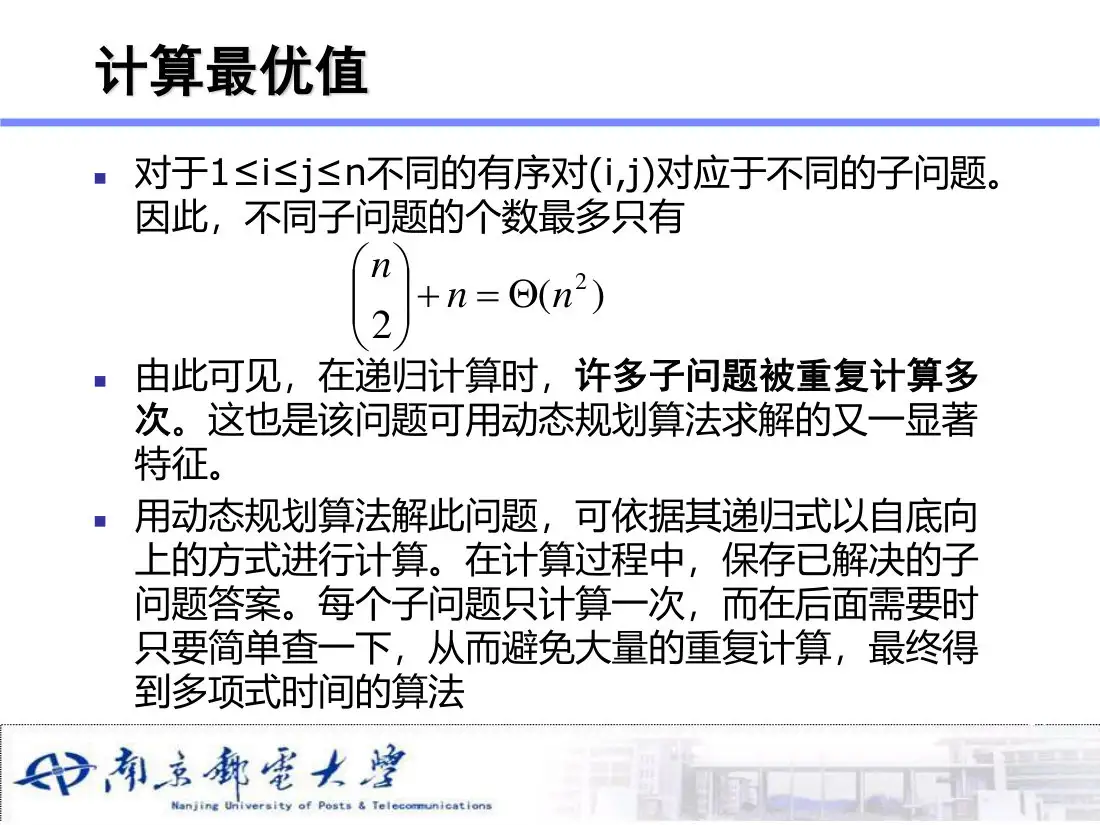 计算最优值
对于1≤i≤j≤n不同的有序对(i,j)对应于不同的子问题。
因此，不同子问题的个数最多只有
(n 2) + n = Θ(n²)
由此可见，在递归计算时，许多子问题被重复计算多
次。这也是该问题可用动态规划算法求解的又一显著
特征。
用动态规划算法解此问题，可依据其递归式以自底向
上的方式进行计算。在计算过程中，保存已解决的子
问题答案。每个子问题只计算一次，而在后面需要时
只要简单查一下，从而避免大量的重复计算，最终得
到多项式时间的算法
南京郵電大學
Nanjing University of Posts & Telecommunications